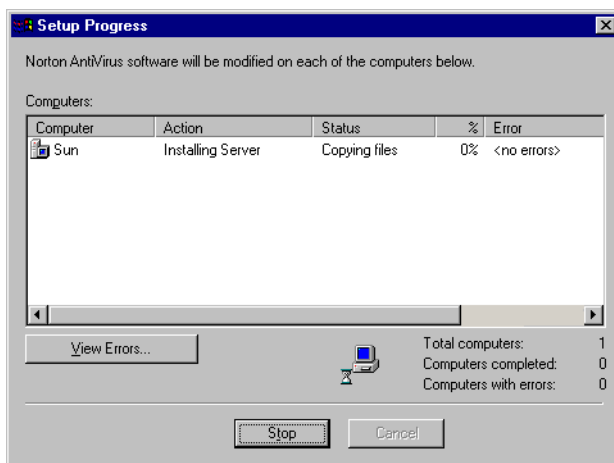 Setup Progress
Norton AntiVirus software will be modified on each of the computers below.
Computers:
Computer Action Status % Error
Sun Installing Server Copying files 0% <no errors>
View Errors...
Total computers: 1
Computers completed: 0
Computers with errors: 0
Stop Cancel